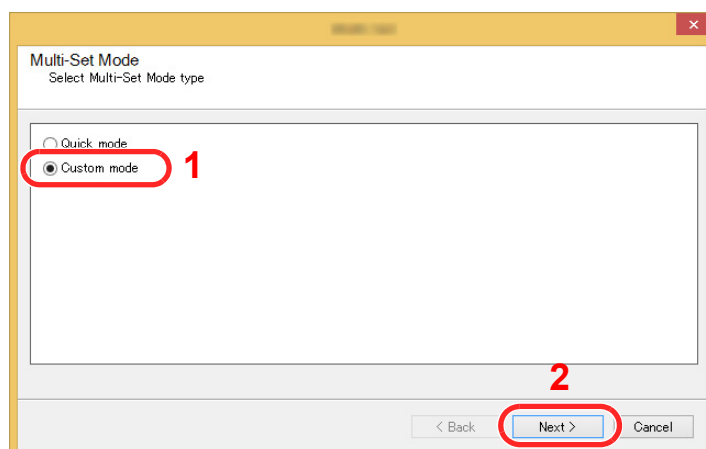 Multi-Set Mode
Select Multi-Set Mode type
Quick mode
Custom mode
1
2
< Back
Next >
Cancel